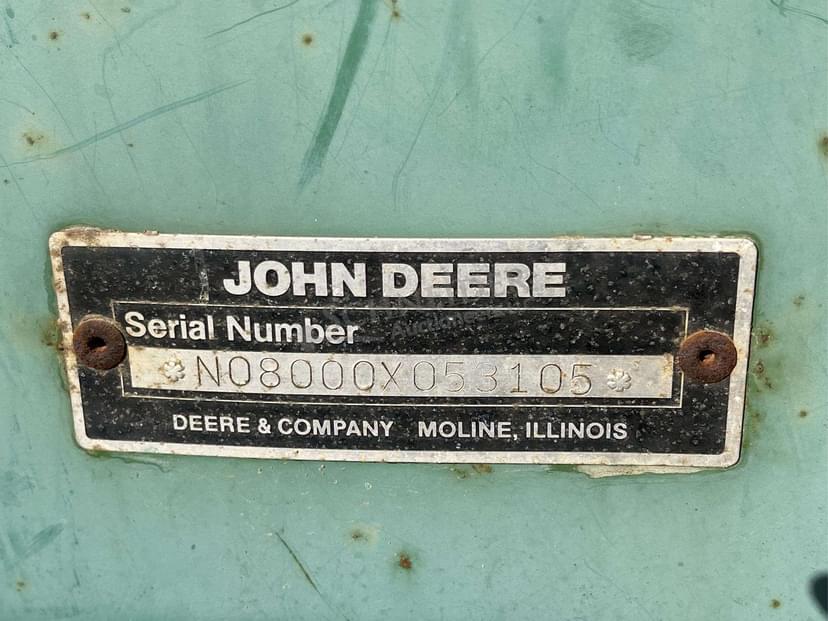 JOHN DEERE
Serial Number
*N08000X053105*
DEERE & COMPANY MOLINE, ILLINOIS